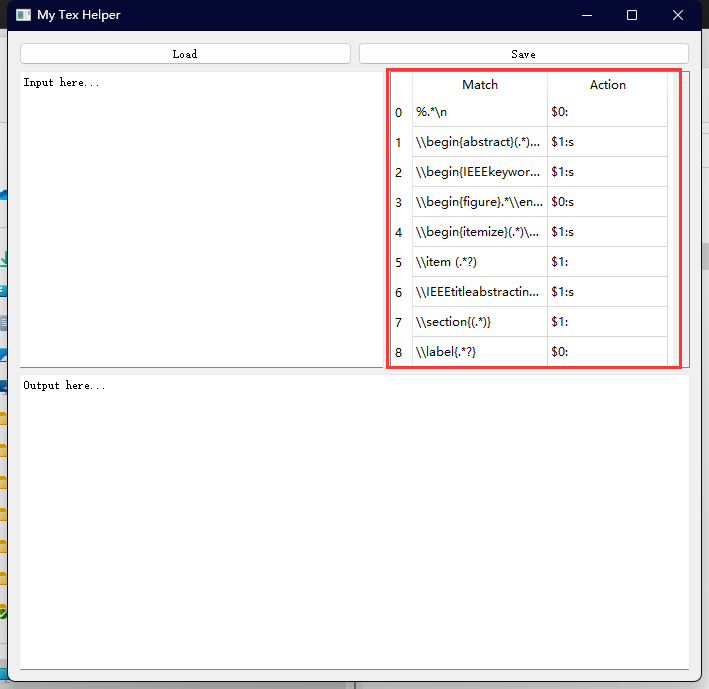 My Tex Helper
Load Save
Input here...
Match Action
0 %.*\n $0:
1 \\begin{abstract}(.*)... $1:s
2 \\begin{IEEEkeywor... $1:s
3 \\begin{figure}.*\\en... $0:s
4 \\begin{itemize}(.*)\... $1:s
5 \\item (.*?) $1:
6 \\IEEEtitleabstractin... $1:s
7 \\section{(.*)} $1:
8 \\label{.*?} $0:
Output here...